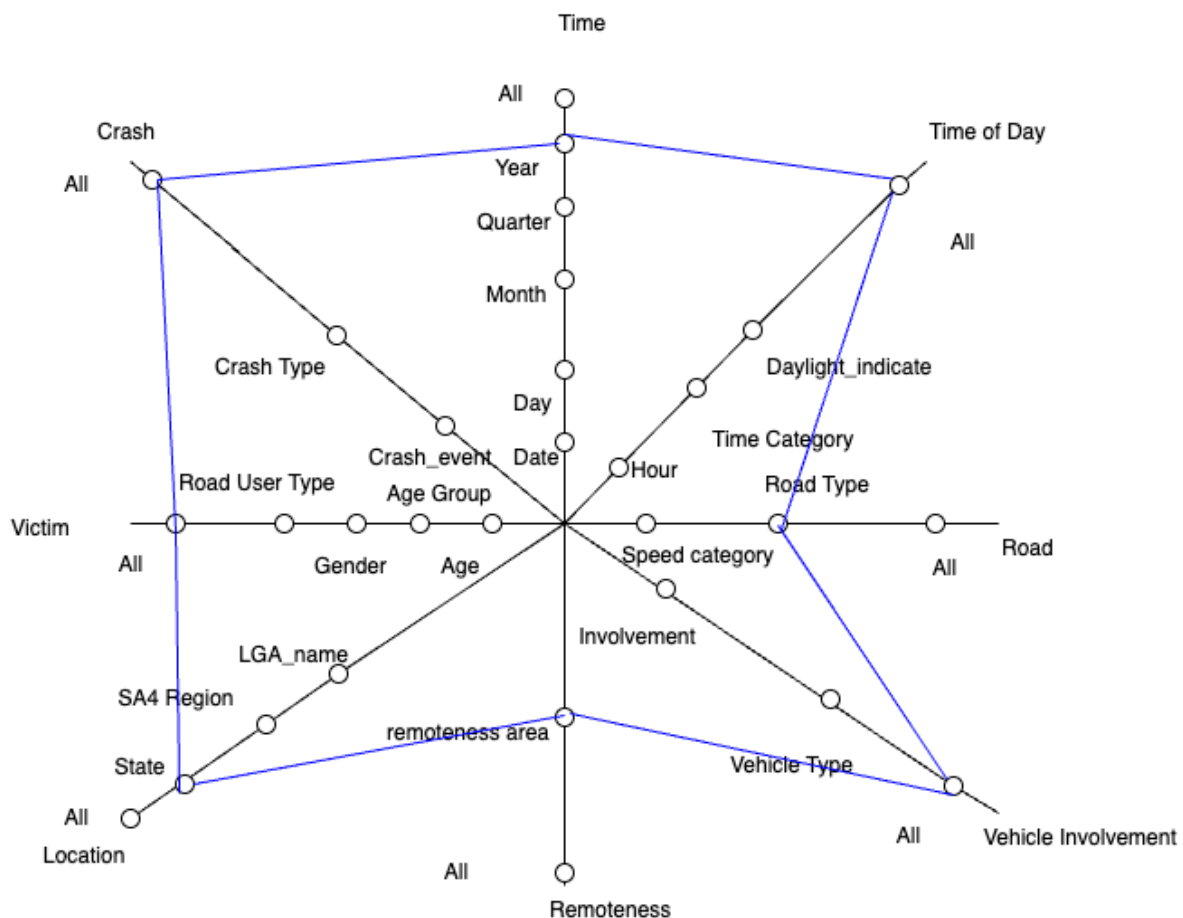 Time
All
Crash
Time of Day
Year
All
Quarter
All
Month
Crash Type
Daylight_indicate
Day
Time Category
Crash_event
Date
Hour
Road User Type
Age Group
Road Type
Victim
Road
Speed category
All
Gender
Age
All
Involvement
LGA_name
SA4 Region
remoteness area
State
Vehicle Type
All
All
Vehicle Involvement
Location
All
Remoteness